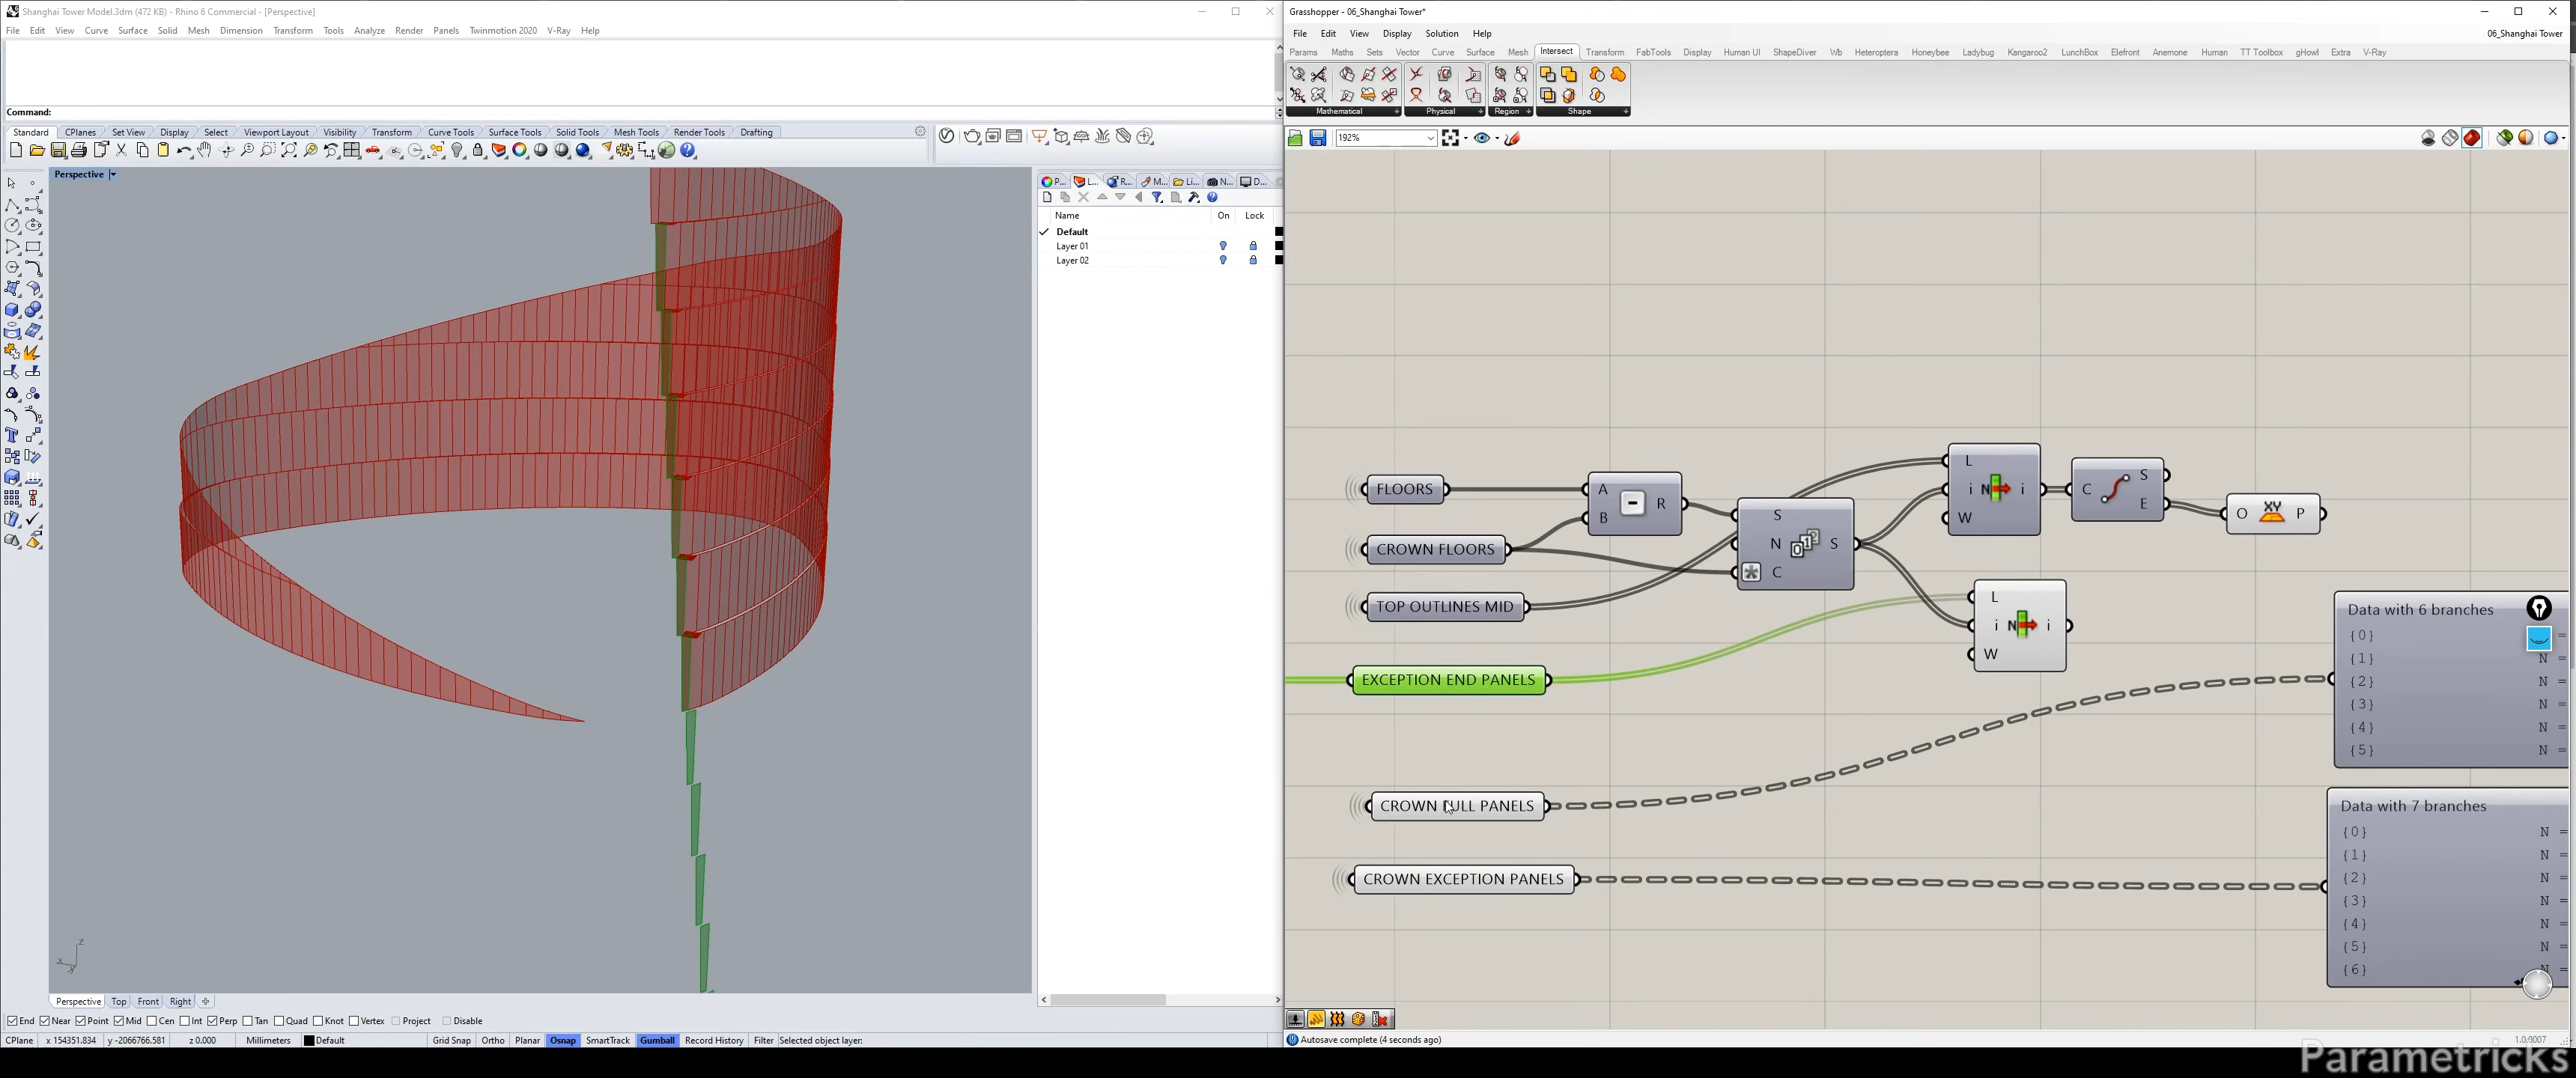 Shanghai Tower Model.3dm (472 KB) - Rhino 6 Commercial - [Perspective]
File Edit View Curve Surface Solid Mesh Dimension Transform Tools Analyze Render Panels Twinmotion 2020 V-Ray Help
Command:
Standard CPlanes Set View Display Select Viewport Layout Visibility Transform Curve Tools Surface Tools Solid Tools Mesh Tools Render Tools Drafting
Perspective
P... L... R... M... Li... N... D...
Name On Lock
Default
Layer 01
Layer 02
z
x
y
Perspective Top Front Right
End Near Point Mid Cen Int Perp Tan Quad Knot Vertex Project Disable
CPlane x 154351.834 y -2066766.581 z 0.000 Millimeters Default Grid Snap Ortho Planar Osnap SmartTrack Gumball Record History Filter Selected object layer:
Grasshopper - 06_Shanghai Tower*
File Edit View Display Solution Help
06_Shanghai Tower
Params Maths Sets Vector Curve Surface Mesh Intersect Transform FabTools Display Human UI ShapeDiver Wb Heteroptera Honeybee Ladybug Kangaroo2 LunchBox Elefront Anemone Human TT Toolbox gHowl Extra V-Ray
Mathematical Physical Region Shape
192%
FLOORS
A
B
R
CROWN FLOORS
S
N
C
S
TOP OUTLINES MID
L
i N i
W
C
S
E
O XY P
L
i N i
W
EXCEPTION END PANELS
CROWN FULL PANELS
CROWN EXCEPTION PANELS
Data with 6 branches
{0} =
{1} N =
{2} N =
{3} N =
{4} N =
{5} N =
Data with 7 branches
{0} N =
{1} N =
{2} N =
{3} N =
{4} N =
{5} N =
{6} N =
Autosave complete (4 seconds ago)
1.0.0007
Parametricks